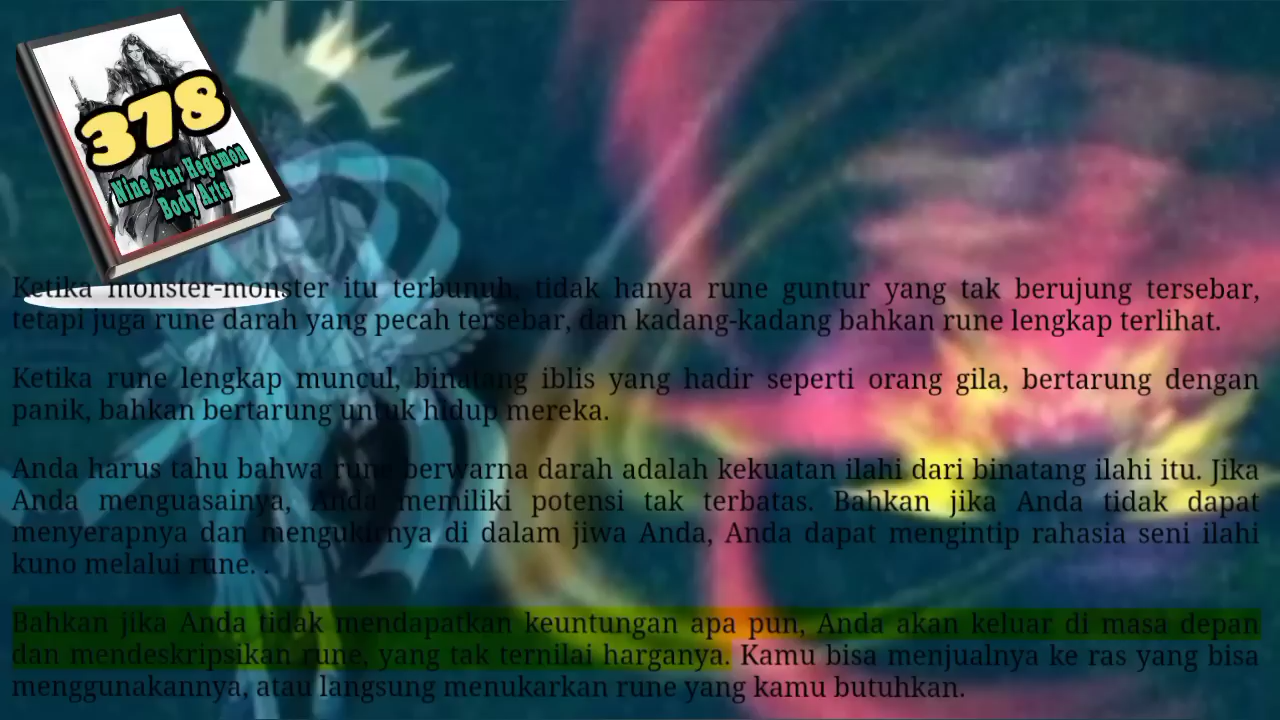 378
Nine Star Hegemon
Body Arts
Ketika monster-monster itu terbunuh, tidak hanya rune guntur yang tak berujung tersebar,
tetapi juga rune darah yang pecah tersebar, dan kadang-kadang bahkan rune lengkap terlihat.
Ketika rune lengkap muncul, binatang iblis yang hadir seperti orang gila, bertarung dengan
panik, bahkan bertarung untuk hidup mereka.
Anda harus tahu bahwa rune berwarna darah adalah kekuatan ilahi dari binatang ilahi itu. Jika
Anda menguasainya, Anda memiliki potensi tak terbatas. Bahkan jika Anda tidak dapat
menyerapnya dan mengukirnya di dalam jiwa Anda, Anda dapat mengintip rahasia seni ilahi
kuno melalui rune. .
Bahkan jika Anda tidak mendapatkan keuntungan apa pun, Anda akan keluar di masa depan
dan mendeskripsikan rune, yang tak ternilai harganya. Kamu bisa menjualnya ke ras yang bisa
menggunakannya, atau langsung menukarkan rune yang kamu butuhkan.